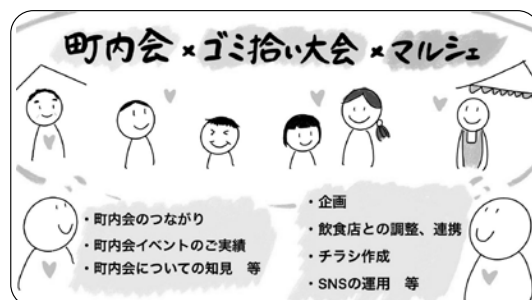 町内会×ゴミ拾い大会×マルシェ
・町内会のつながり
・町内会イベントのご実績
・町内会についての知見　等
・企画
・飲食店との調整、連携
・チラシ作成
・SNSの運用　等